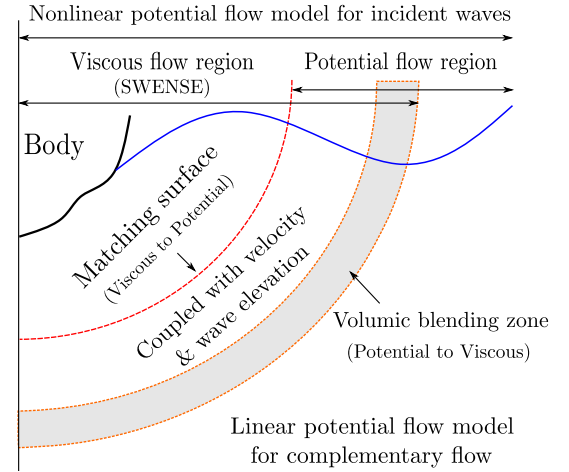 Nonlinear potential flow model for incident waves
Viscous flow region
(SWENSE)
Potential flow region
Body
Matching surface
(Viscous to Potential)
Coupled with velocity
& wave elevation
Volumic blending zone
(Potential to Viscous)
Linear potential flow model
for complementary flow